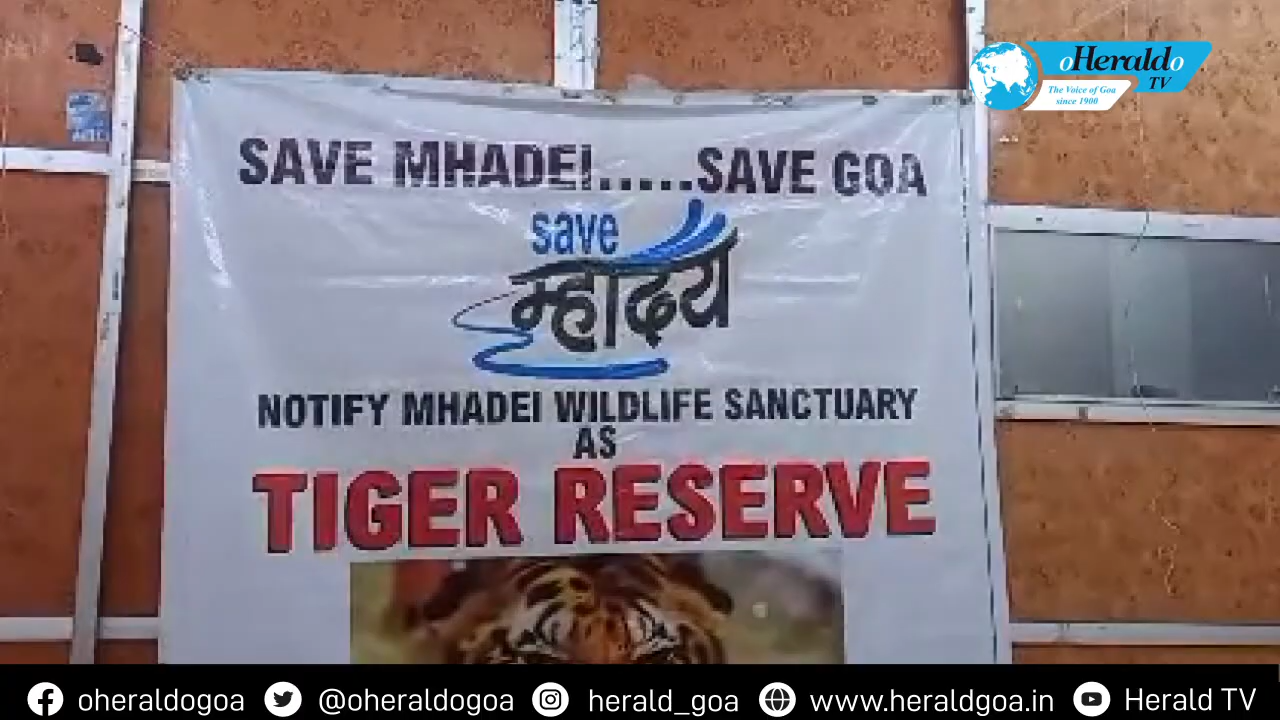 oHeraldo
TV
The Voice of Goa
since 1900
SAVE MHADEI.....SAVE GOA
save
म्हादय
NOTIFY MHADEI WILDLIFE SANCTUARY
AS
TIGER RESERVE
oheraldogoa @oheraldogoa herald_goa www.heraldgoa.in Herald TV